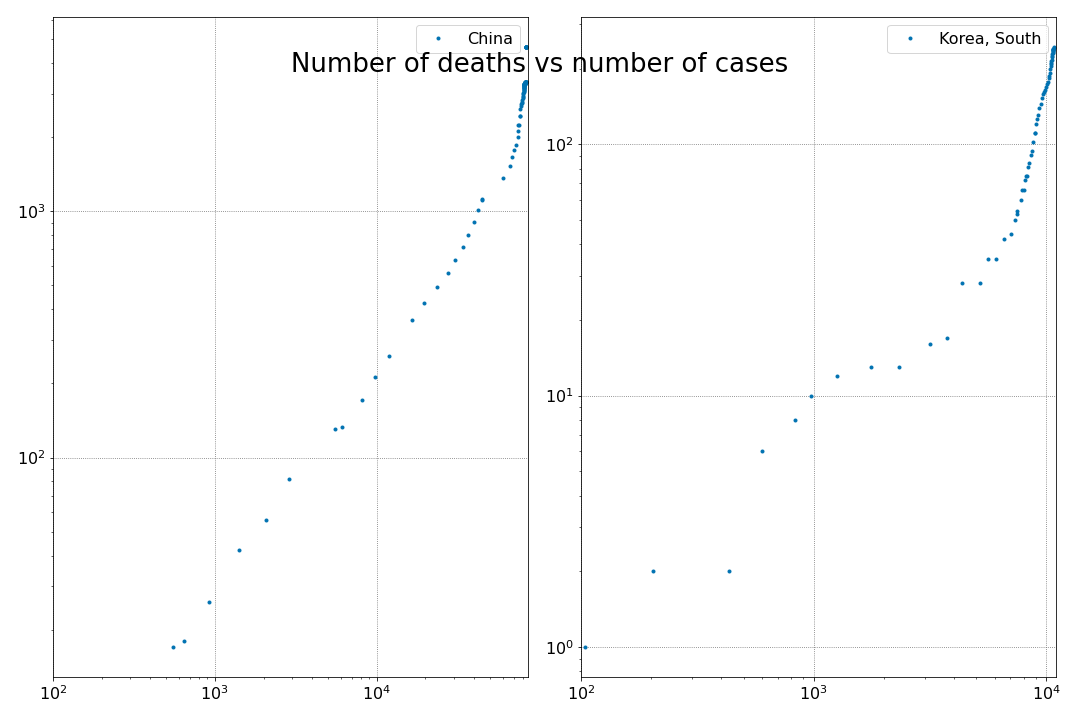 Number of deaths vs number of cases
China
10³
10²
10² 10³ 10⁴
Korea, South
10²
10¹
10⁰
10² 10³ 10⁴